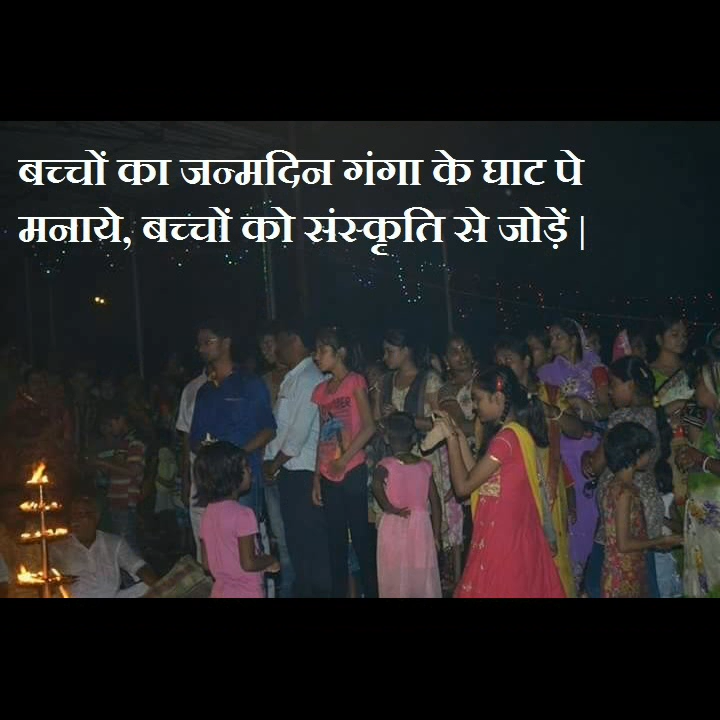 बच्चों का जन्मदिन गंगा के घाट पे
मनाये, बच्चों को संस्कृति से जोड़ें |